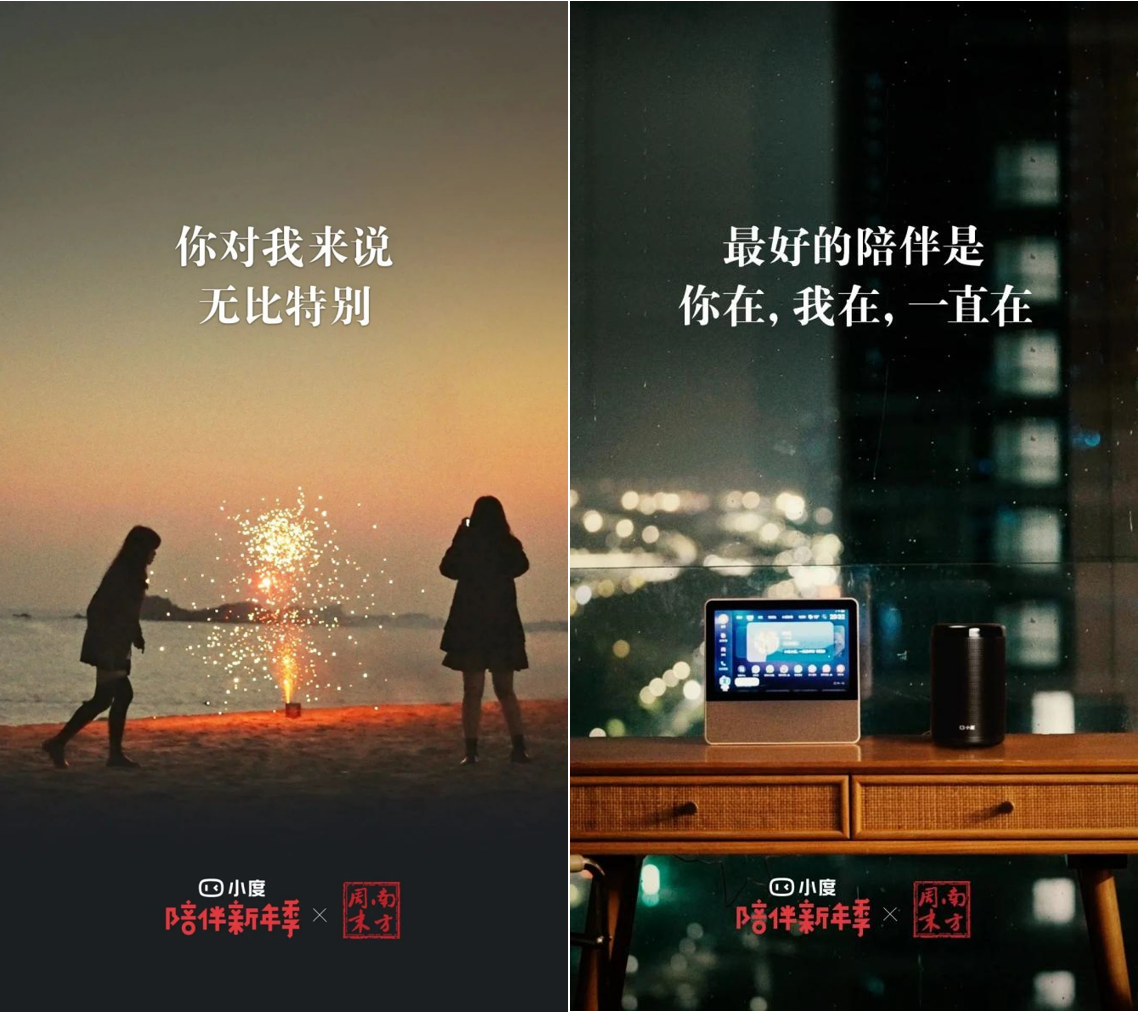 你对我来说
无比特别
小度
陪伴新年季
×
南方
周末
最好的陪伴是
你在，我在，一直在
小度
小度
陪伴新年季
×
南方
周末